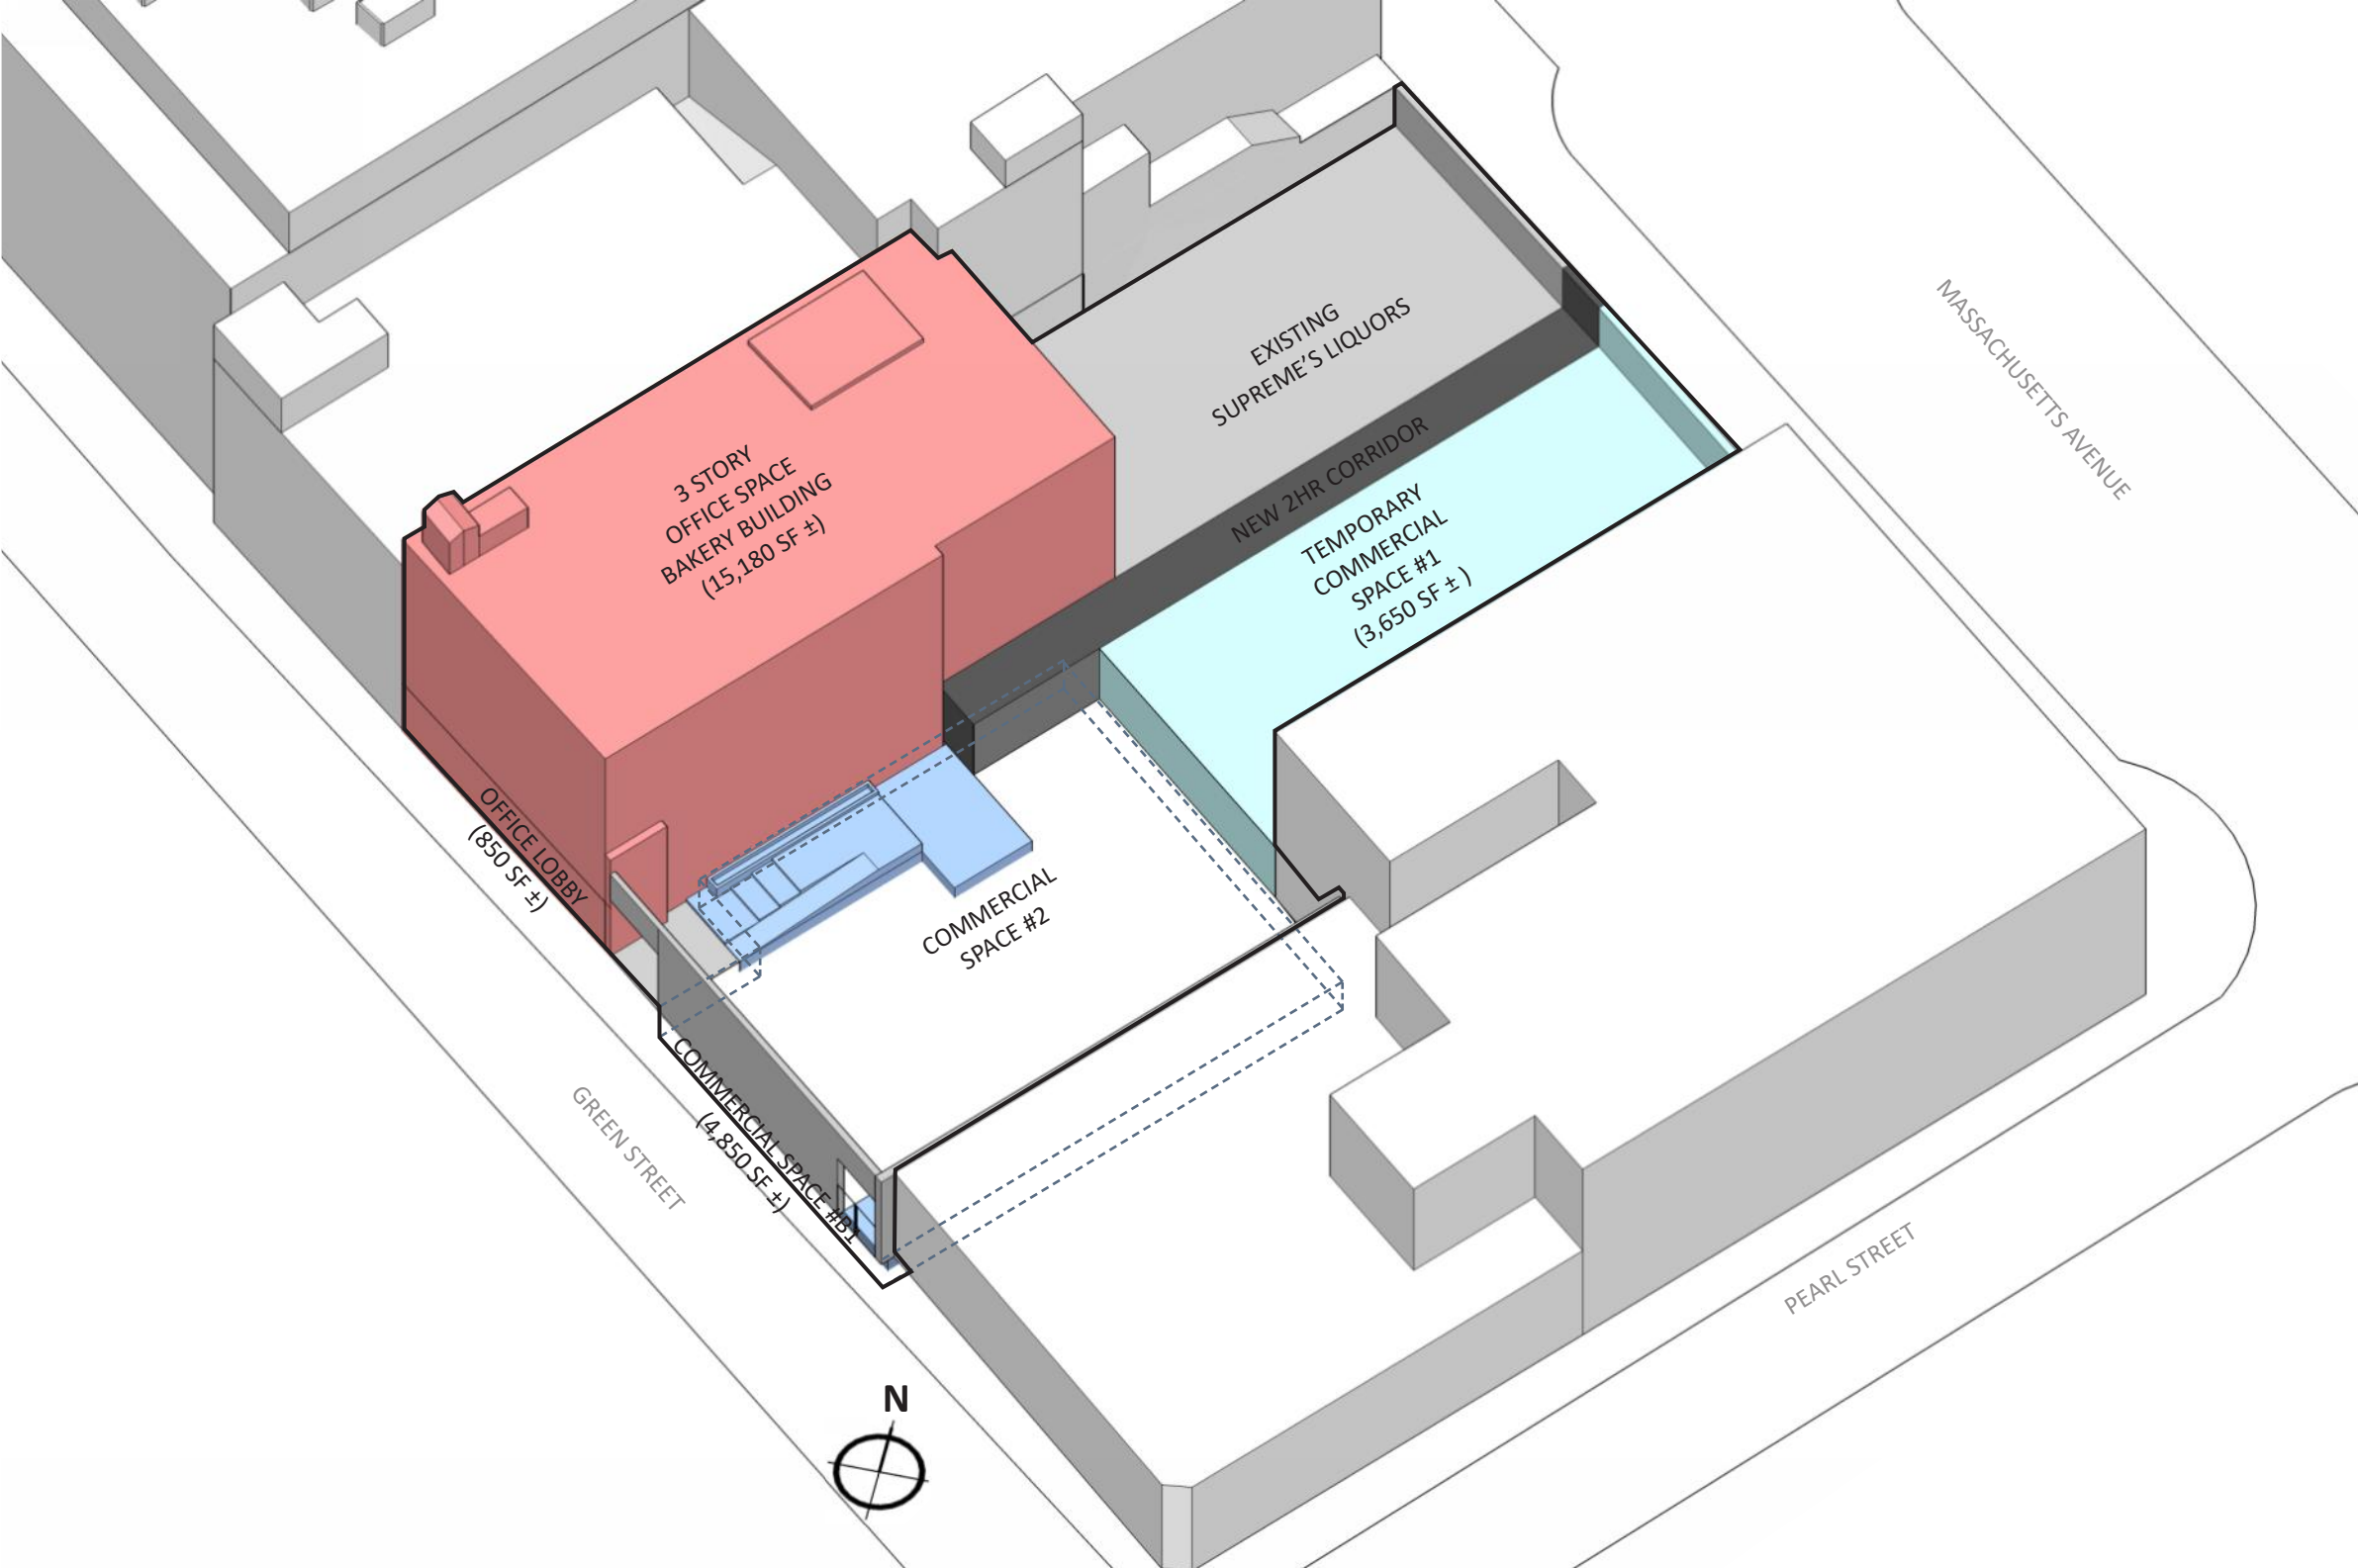 EXISTING
SUPREME'S LIQUORS
MASSACHUSETTS AVENUE
3 STORY
OFFICE SPACE
BAKERY BUILDING
(15,180 SF ±)
NEW 2HR CORRIDOR
TEMPORARY
COMMERCIAL
SPACE #1
(3,650 SF ± )
OFFICE LOBBY
(850 SF ±)
COMMERCIAL
SPACE #2
COMMERCIAL SPACE #B1
(4,850 SF ±)
GREEN STREET
PEARL STREET
N